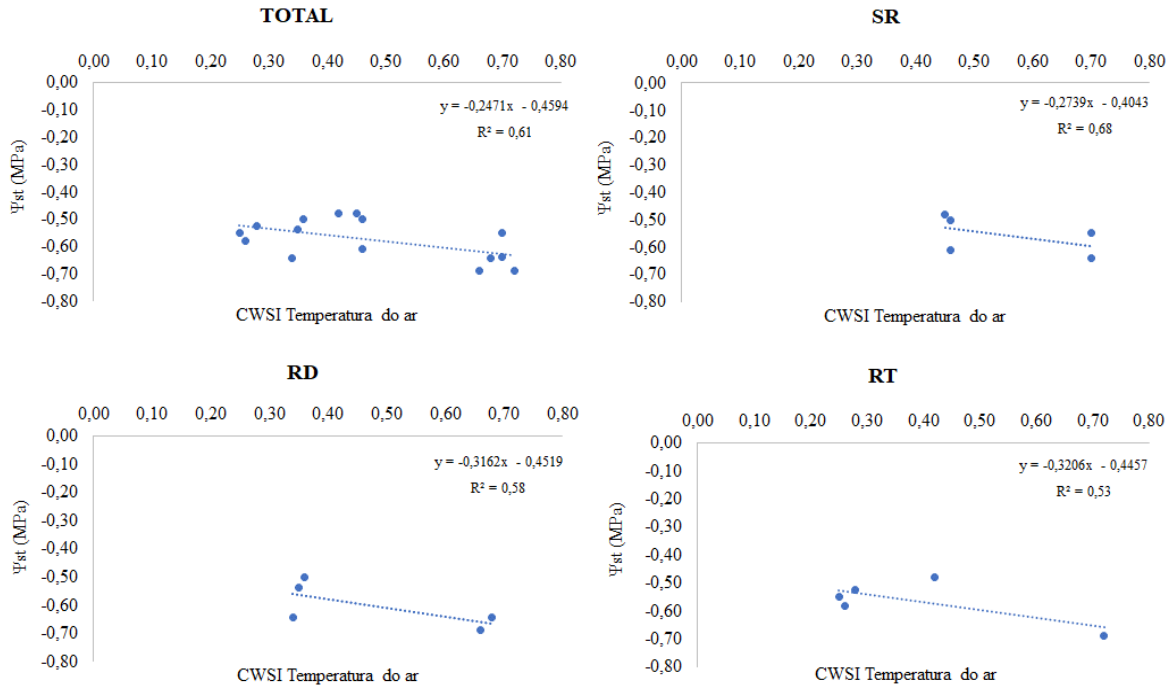 TOTAL
0,00 0,10 0,20 0,30 0,40 0,50 0,60 0,70 0,80
0,00
-0,10
-0,20
-0,30
-0,40
-0,50
-0,60
-0,70
-0,80
Ψst (MPa)
y = -0,2471x - 0,4594
R² = 0,61
CWSI Temperatura do ar
SR
0,00 0,10 0,20 0,30 0,40 0,50 0,60 0,70 0,80
0,00
-0,10
-0,20
-0,30
-0,40
-0,50
-0,60
-0,70
-0,80
Ψst (MPa)
y = -0,2739x - 0,4043
R² = 0,68
CWSI Temperatura do ar
RD
0,00 0,10 0,20 0,30 0,40 0,50 0,60 0,70 0,80
0,00
-0,10
-0,20
-0,30
-0,40
-0,50
-0,60
-0,70
-0,80
Ψst (MPa)
y = -0,3162x - 0,4519
R² = 0,58
CWSI Temperatura do ar
RT
0,00 0,10 0,20 0,30 0,40 0,50 0,60 0,70 0,80
0,00
-0,10
-0,20
-0,30
-0,40
-0,50
-0,60
-0,70
-0,80
Ψst (MPa)
y = -0,3206x - 0,4457
R² = 0,53
CWSI Temperatura do ar